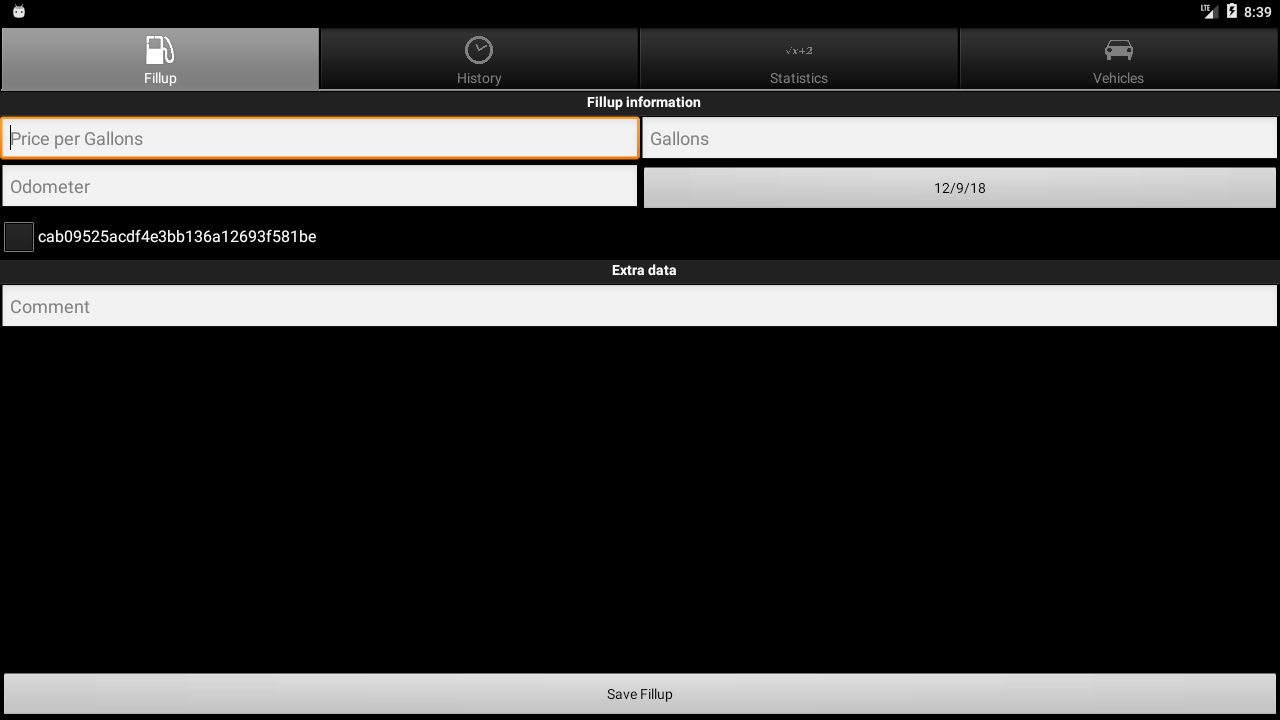 LTE 8:39
Fillup
History
√x+2
Statistics
Vehicles
Fillup information
Price per Gallons
Gallons
Odometer
12/9/18
cab09525acdf4e3bb136a12693f581be
Extra data
Comment
Save Fillup